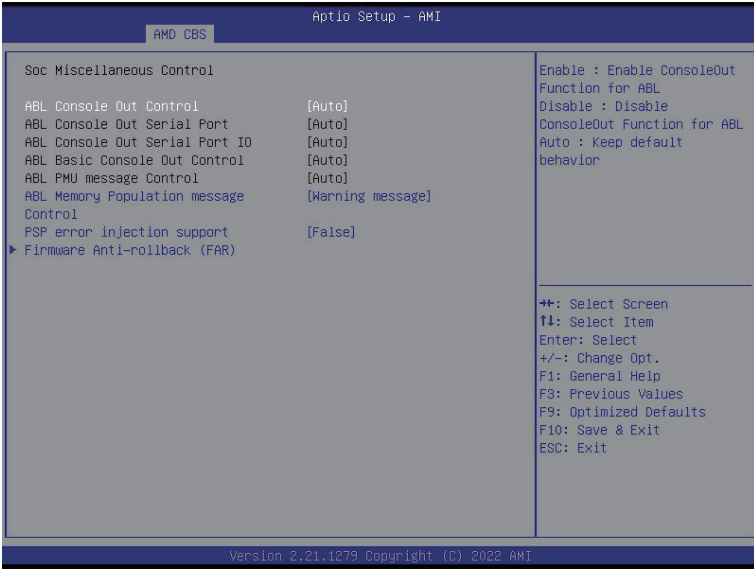 Aptio Setup - AMI
AMD CBS
Soc Miscellaneous Control
ABL Console Out Control [Auto]
ABL Console Out Serial Port [Auto]
ABL Console Out Serial Port IO [Auto]
ABL Basic Console Out Control [Auto]
ABL PMU message Control [Auto]
ABL Memory Population message [Warning message]
Control
PSP error injection support [False]
Firmware Anti-rollback (FAR)
Enable : Enable ConsoleOut
Function for ABL
Disable : Disable
ConsoleOut Function for ABL
Auto : Keep default
behavior
→←: Select Screen
↑↓: Select Item
Enter: Select
+/-: Change Opt.
F1: General Help
F3: Previous Values
F9: Optimized Defaults
F10: Save & Exit
ESC: Exit
Version 2.21.1279 Copyright (C) 2022 AMI